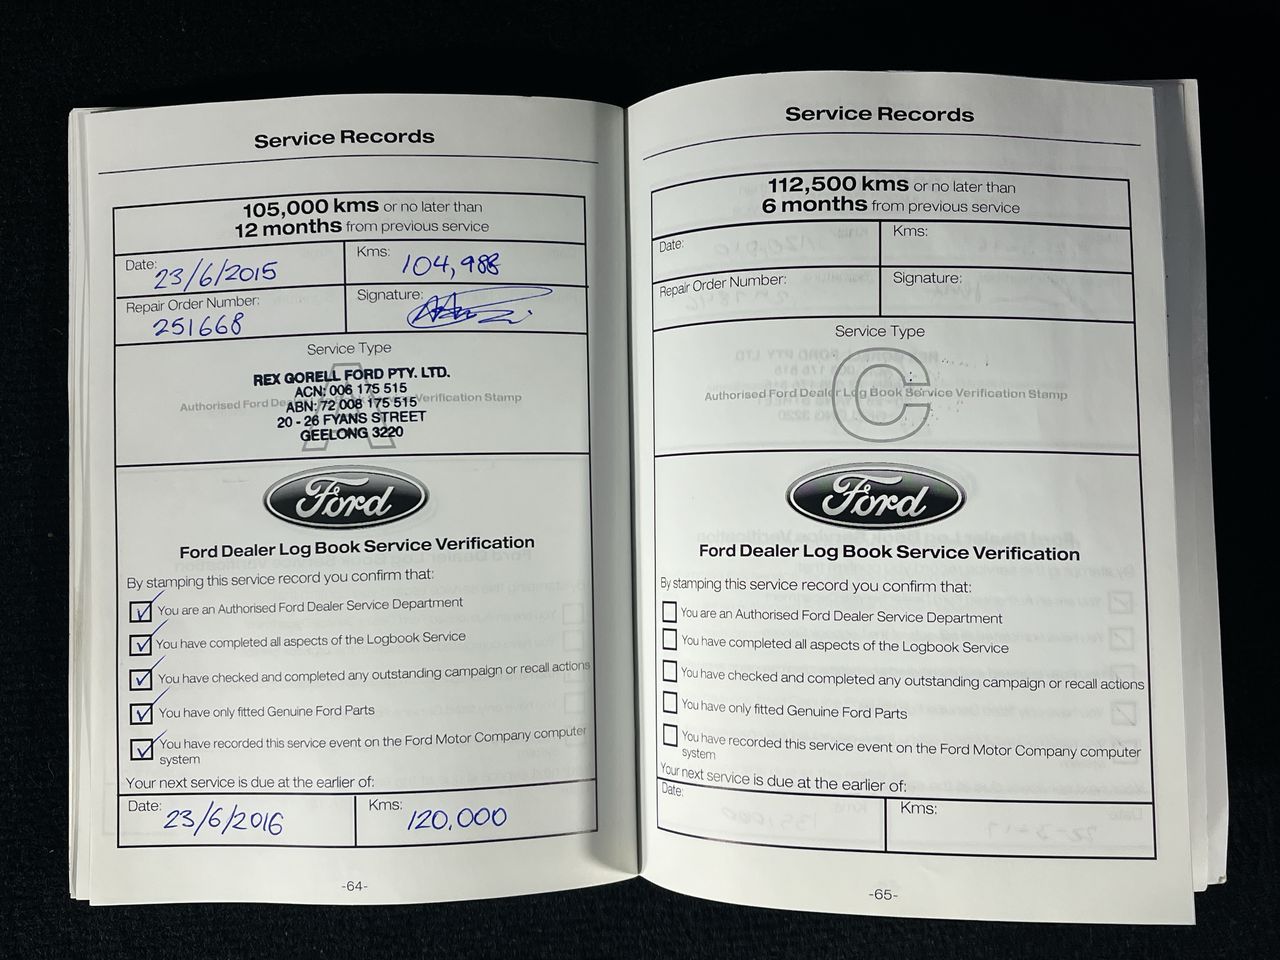 Service Records
105,000 kms or no later than
12 months from previous service
Date: 23/6/2015
Kms: 104,988
Repair Order Number: 251668
Signature:
Service Type
A
Authorised Ford Dea Verification Stamp
REX GORELL FORD PTY. LTD.
ACN: 006 175 515
ABN: 72 006 175 515
20 - 26 FYANS STREET
GEELONG 3220
Ford
Ford Dealer Log Book Service Verification
By stamping this service record you confirm that:
You are an Authorised Ford Dealer Service Department
You have completed all aspects of the Logbook Service
You have checked and completed any outstanding campaign or recall actions
You have only fitted Genuine Ford Parts
You have recorded this service event on the Ford Motor Company computer
system
Your next service is due at the earlier of:
Date: 23/6/2016
Kms: 120,000
-64-
Service Records
112,500 kms or no later than
6 months from previous service
Date:
Kms:
Repair Order Number:
Signature:
Service Type
C
Authorised Ford Dealer Log Book Service Verification Stamp
Ford
Ford Dealer Log Book Service Verification
By stamping this service record you confirm that:
You are an Authorised Ford Dealer Service Department
You have completed all aspects of the Logbook Service
You have checked and completed any outstanding campaign or recall actions
You have only fitted Genuine Ford Parts
You have recorded this service event on the Ford Motor Company computer
system
Your next service is due at the earlier of:
Date:
Kms:
-65-